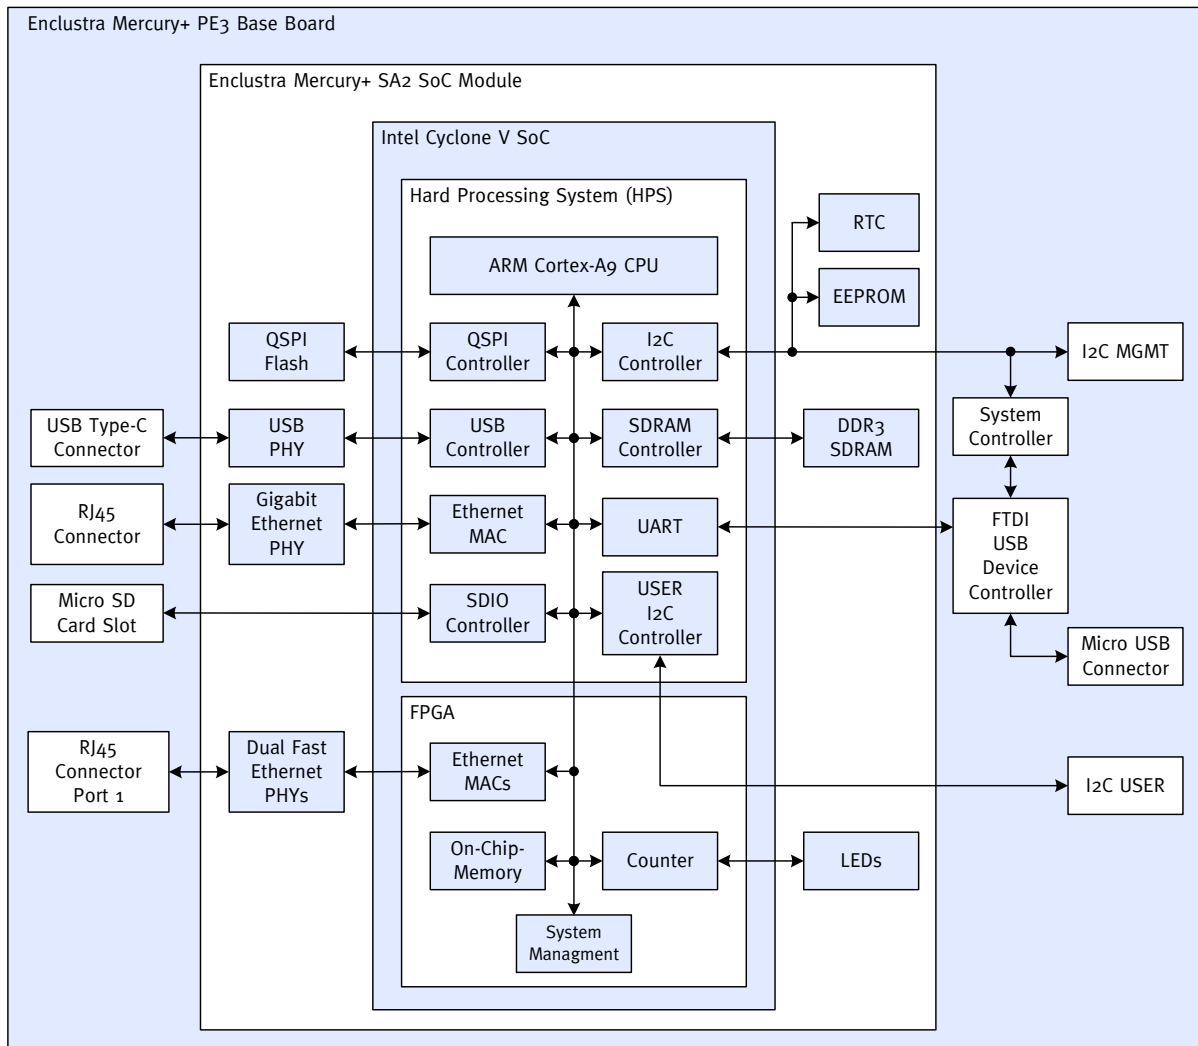 Enclustra Mercury+ PE3 Base Board
Enclustra Mercury+ SA2 SoC Module
Intel Cyclone V SoC
Hard Processing System (HPS)
ARM Cortex-A9 CPU
RTC
EEPROM
QSPI
Flash
QSPI
Controller
I2C
Controller
I2C MGMT
USB Type-C
Connector
USB
PHY
USB
Controller
SDRAM
Controller
DDR3
SDRAM
System
Controller
RJ45
Connector
Gigabit
Ethernet
PHY
Ethernet
MAC
UART
FTDI
USB
Device
Controller
Micro SD
Card Slot
SDIO
Controller
USER
I2C
Controller
Micro USB
Connector
FPGA
RJ45
Connector
Port 1
Dual Fast
Ethernet
PHYs
Ethernet
MACs
I2C USER
On-Chip-
Memory
Counter
LEDs
System
Managment